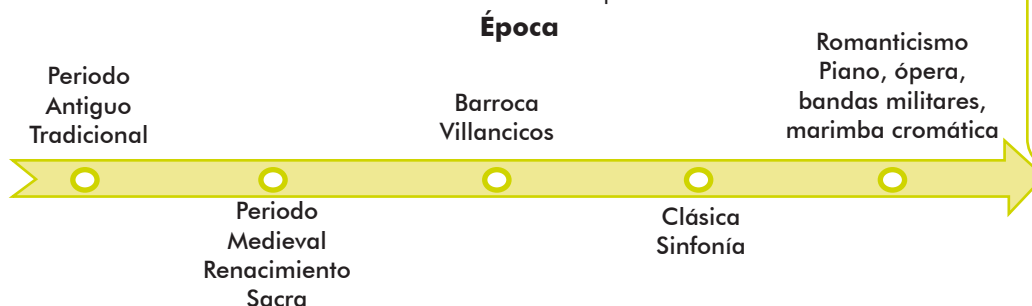 Época
Periodo
Antiguo
Tradicional
Periodo
Medieval
Renacimiento
Sacra
Barroca
Villancicos
Clásica
Sinfonía
Romanticismo
Piano, ópera,
bandas militares,
marimba cromática